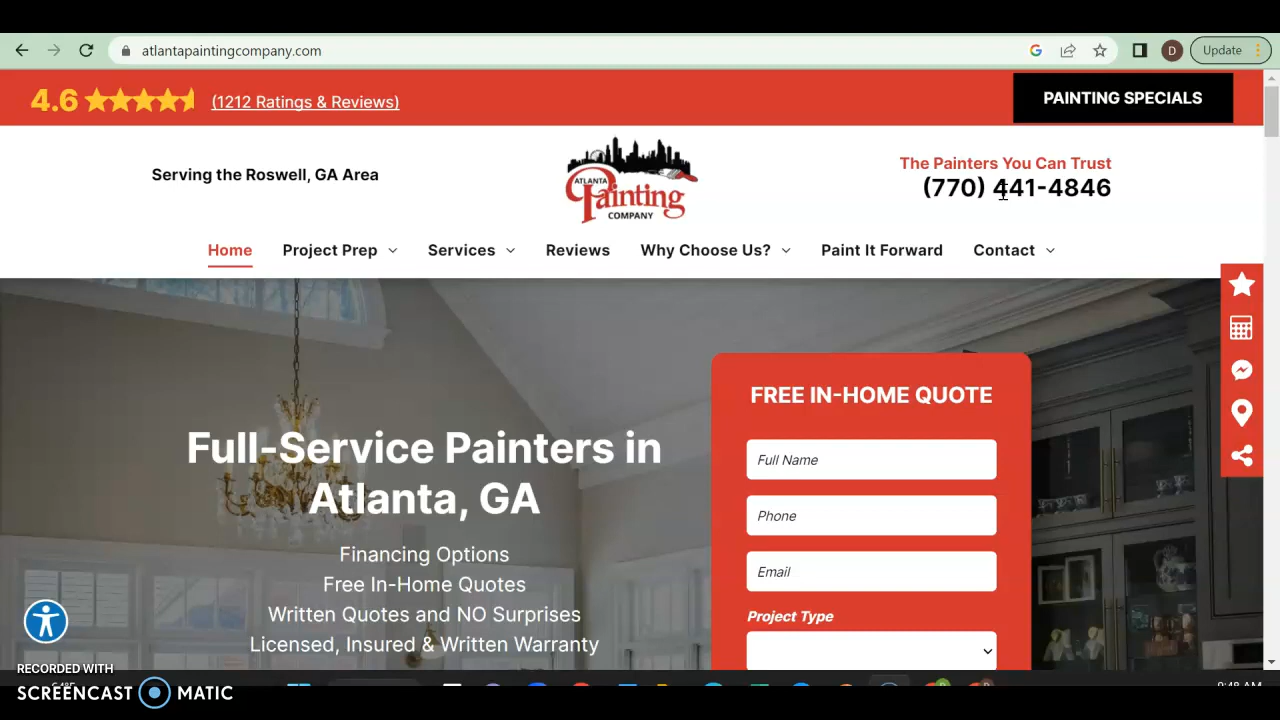 atlantapaintingcompany.com
D
Update
4.6
(1212 Ratings & Reviews)
PAINTING SPECIALS
Serving the Roswell, GA Area
ATLANTA
Painting
COMPANY
The Painters You Can Trust
(770) 441-4846
Home
Project Prep
Services
Reviews
Why Choose Us?
Paint It Forward
Contact
Full-Service Painters in
Atlanta, GA
Financing Options
Free In-Home Quotes
Written Quotes and NO Surprises
Licensed, Insured & Written Warranty
FREE IN-HOME QUOTE
Full Name
Phone
Email
Project Type
RECORDED WITH
SCREENCAST MATIC
9:48 AM